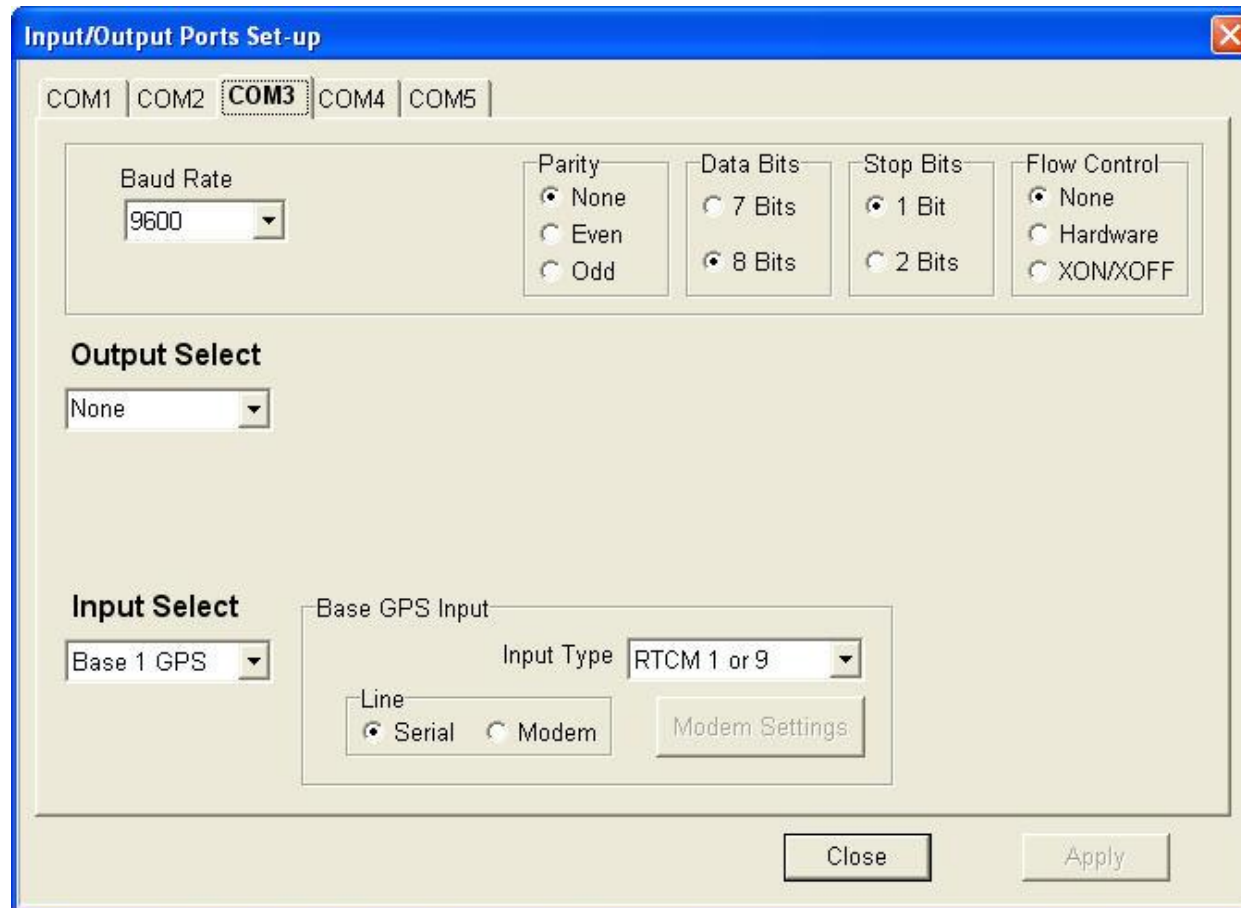 Input/Output Ports Set-up
COM1 COM2 COM3 COM4 COM5
Baud Rate
9600
Parity
None
Even
Odd
Data Bits
7 Bits
8 Bits
Stop Bits
1 Bit
2 Bits
Flow Control
None
Hardware
XON/XOFF
Output Select
None
Input Select
Base 1 GPS
Base GPS Input
Input Type RTCM 1 or 9
Line
Serial Modem
Modem Settings
Close Apply